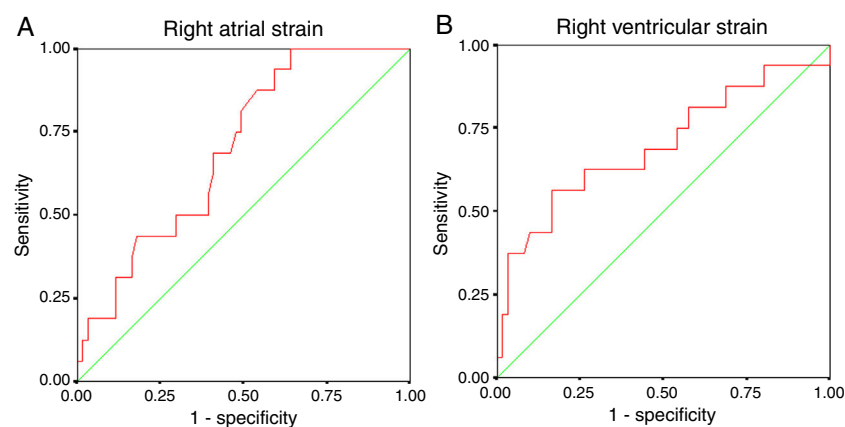 A
Right atrial strain
1.00
0.75
0.50
0.25
0.00
Sensitivity
0.00 0.25 0.50 0.75 1.00
1 - specificity
B
Right ventricular strain
1.00
0.75
0.50
0.25
0.00
Sensitivity
0.00 0.25 0.50 0.75 1.00
1 - specificity